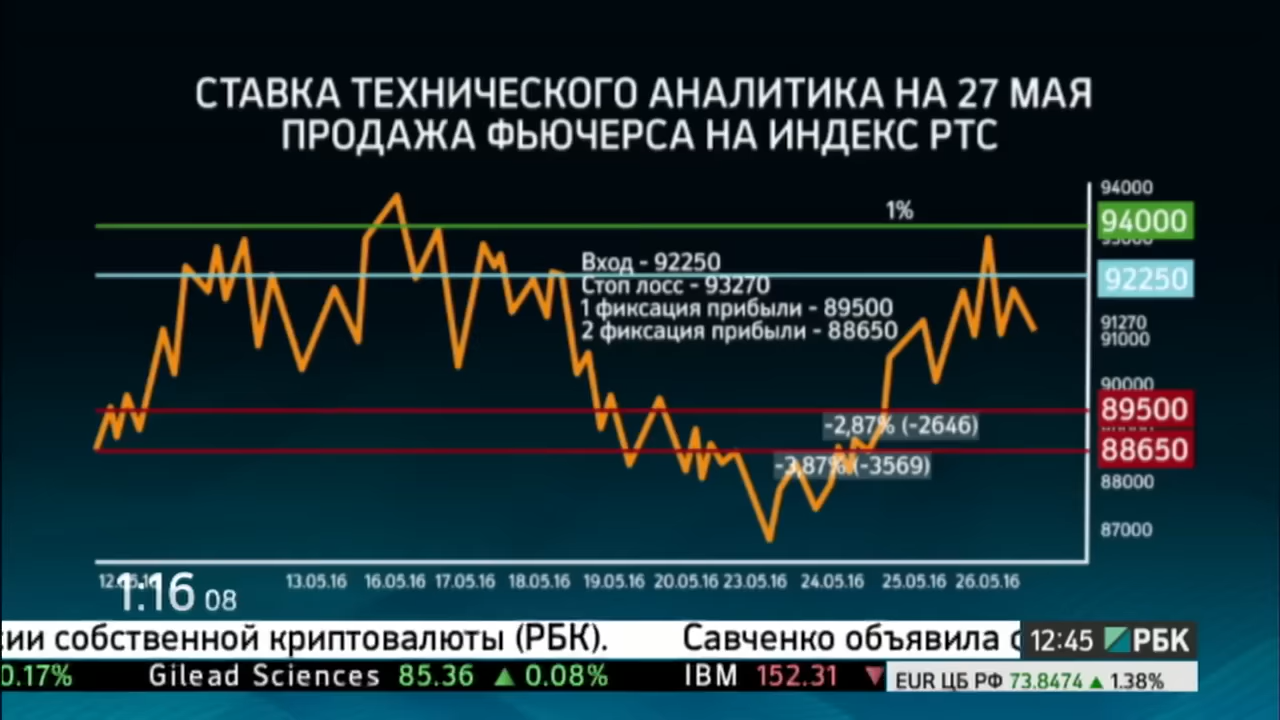 СТАВКА ТЕХНИЧЕСКОГО АНАЛИТИКА НА 27 МАЯ
ПРОДАЖА ФЬЮЧЕРСА НА ИНДЕКС РТС
94000
1%
94000
Вход - 92250
92250
Стоп лосс - 93270
1 фиксация прибыли - 89500
2 фиксация прибыли - 88650
91270
91000
90000
89500
-2,87% (-2646)
88650
-3,87% (-3569)
88000
87000
13.05.16 16.05.16 17.05.16 18.05.16 19.05.16 20.05.16 23.05.16 24.05.16 25.05.16 26.05.16
1:16 08
собственной криптовалюты (РБК). Савченко объявила
12:45 РБК
0.17% Gilead Sciences 85.36 ▲ 0.08% IBM 152.31 ▼
EUR ЦБ РФ 73.8474 ▲ 1.38%